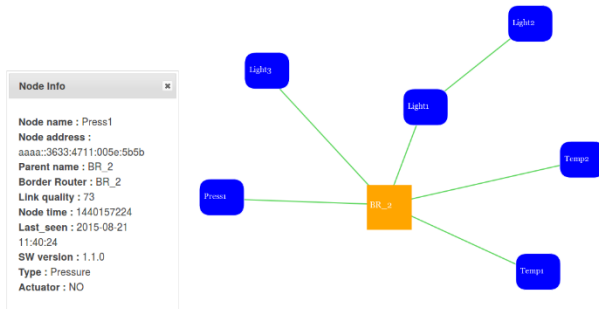 Node Info
Node name : Press1
Node address :
aaaa::3633:4711:005e:5b5b
Parent name : BR_2
Border Router : BR_2
Link quality : 73
Node time : 1440157224
Last_seen : 2015-08-21
11:40:24
SW version : 1.1.0
Type : Pressure
Actuator : NO
Light2
Light3
Light1
Temp2
Press1
BR_2
Temp1